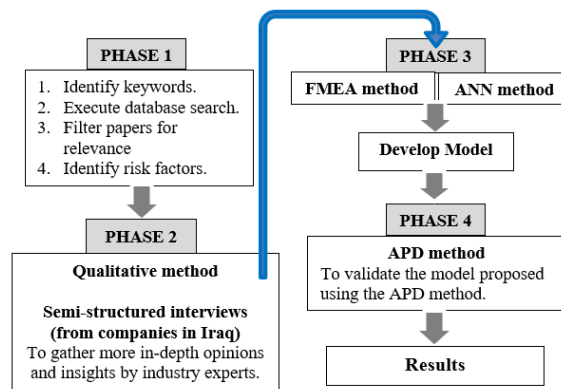 PHASE 1
1. Identify keywords.
2. Execute database search.
3. Filter papers for
relevance
4. Identify risk factors.
PHASE 2
Qualitative method
Semi-structured interviews
(from companies in Iraq)
To gather more in-depth opinions
and insights by industry experts.
PHASE 3
FMEA method
ANN method
Develop Model
PHASE 4
APD method
To validate the model proposed
using the APD method.
Results